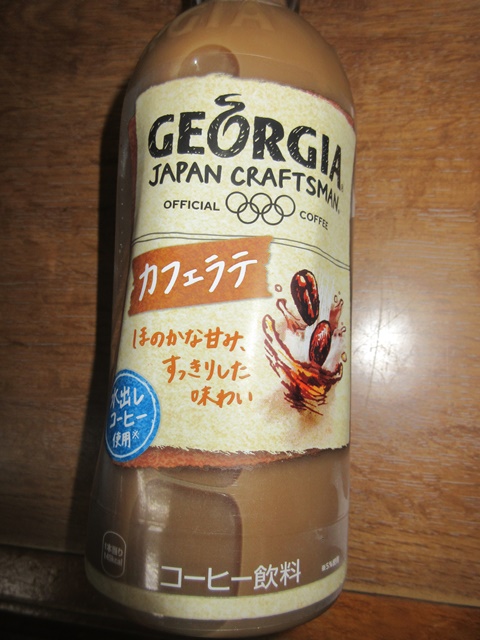 GEORGIA
JAPAN CRAFTSMAN
OFFICIAL COFFEE
カフェラテ
ほのかな甘み、
すっきりした
味わい
水出し
コーヒー
使用※
コーヒー飲料